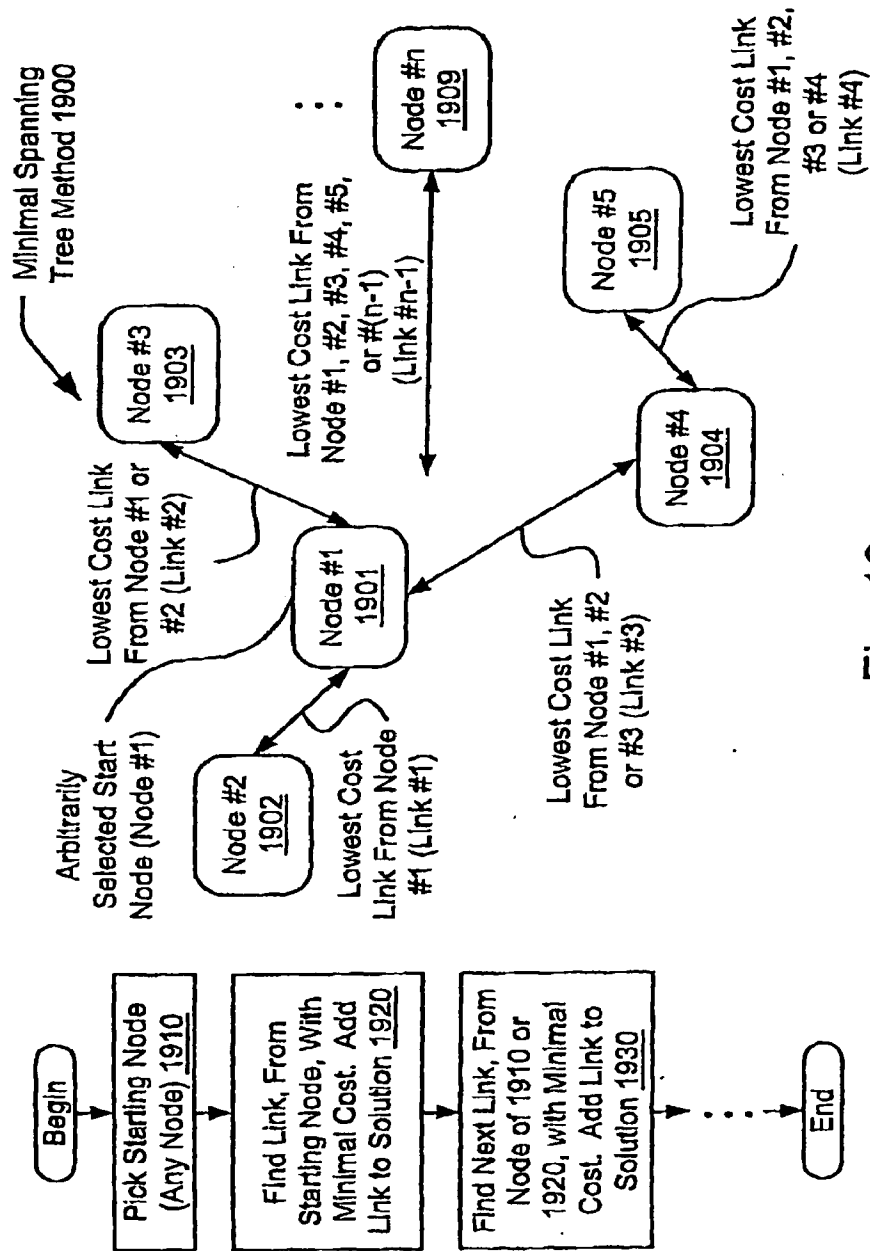 Begin
Pick Starting Node
(Any Node) 1910
Find Link, From
Starting Node, With
Minimal Cost. Add
Link to Solution 1920
Find Next Link, From
Node of 1910 or
1920, with Minimal
Cost. Add Link to
Solution 1930
End
Minimal Spanning
Tree Method 1900
Arbitrarily
Selected Start
Node (Node #1)
Lowest Cost Link
From Node #1 or
#2 (Link #2)
Node #3
1903
Node #2
1902
Node #1
1901
Lowest Cost
Link From Node
#1 (Link #1)
Lowest Cost Link From
Node #1, #2, #3, #4, #5,
or #(n-1)
(Link #n-1)
Node #n
1909
Lowest Cost Link
From Node #1, #2
or #3 (Link #3)
Node #4
1904
Node #5
1905
Lowest Cost Link
From Node #1, #2,
#3 or #4
(Link #4)